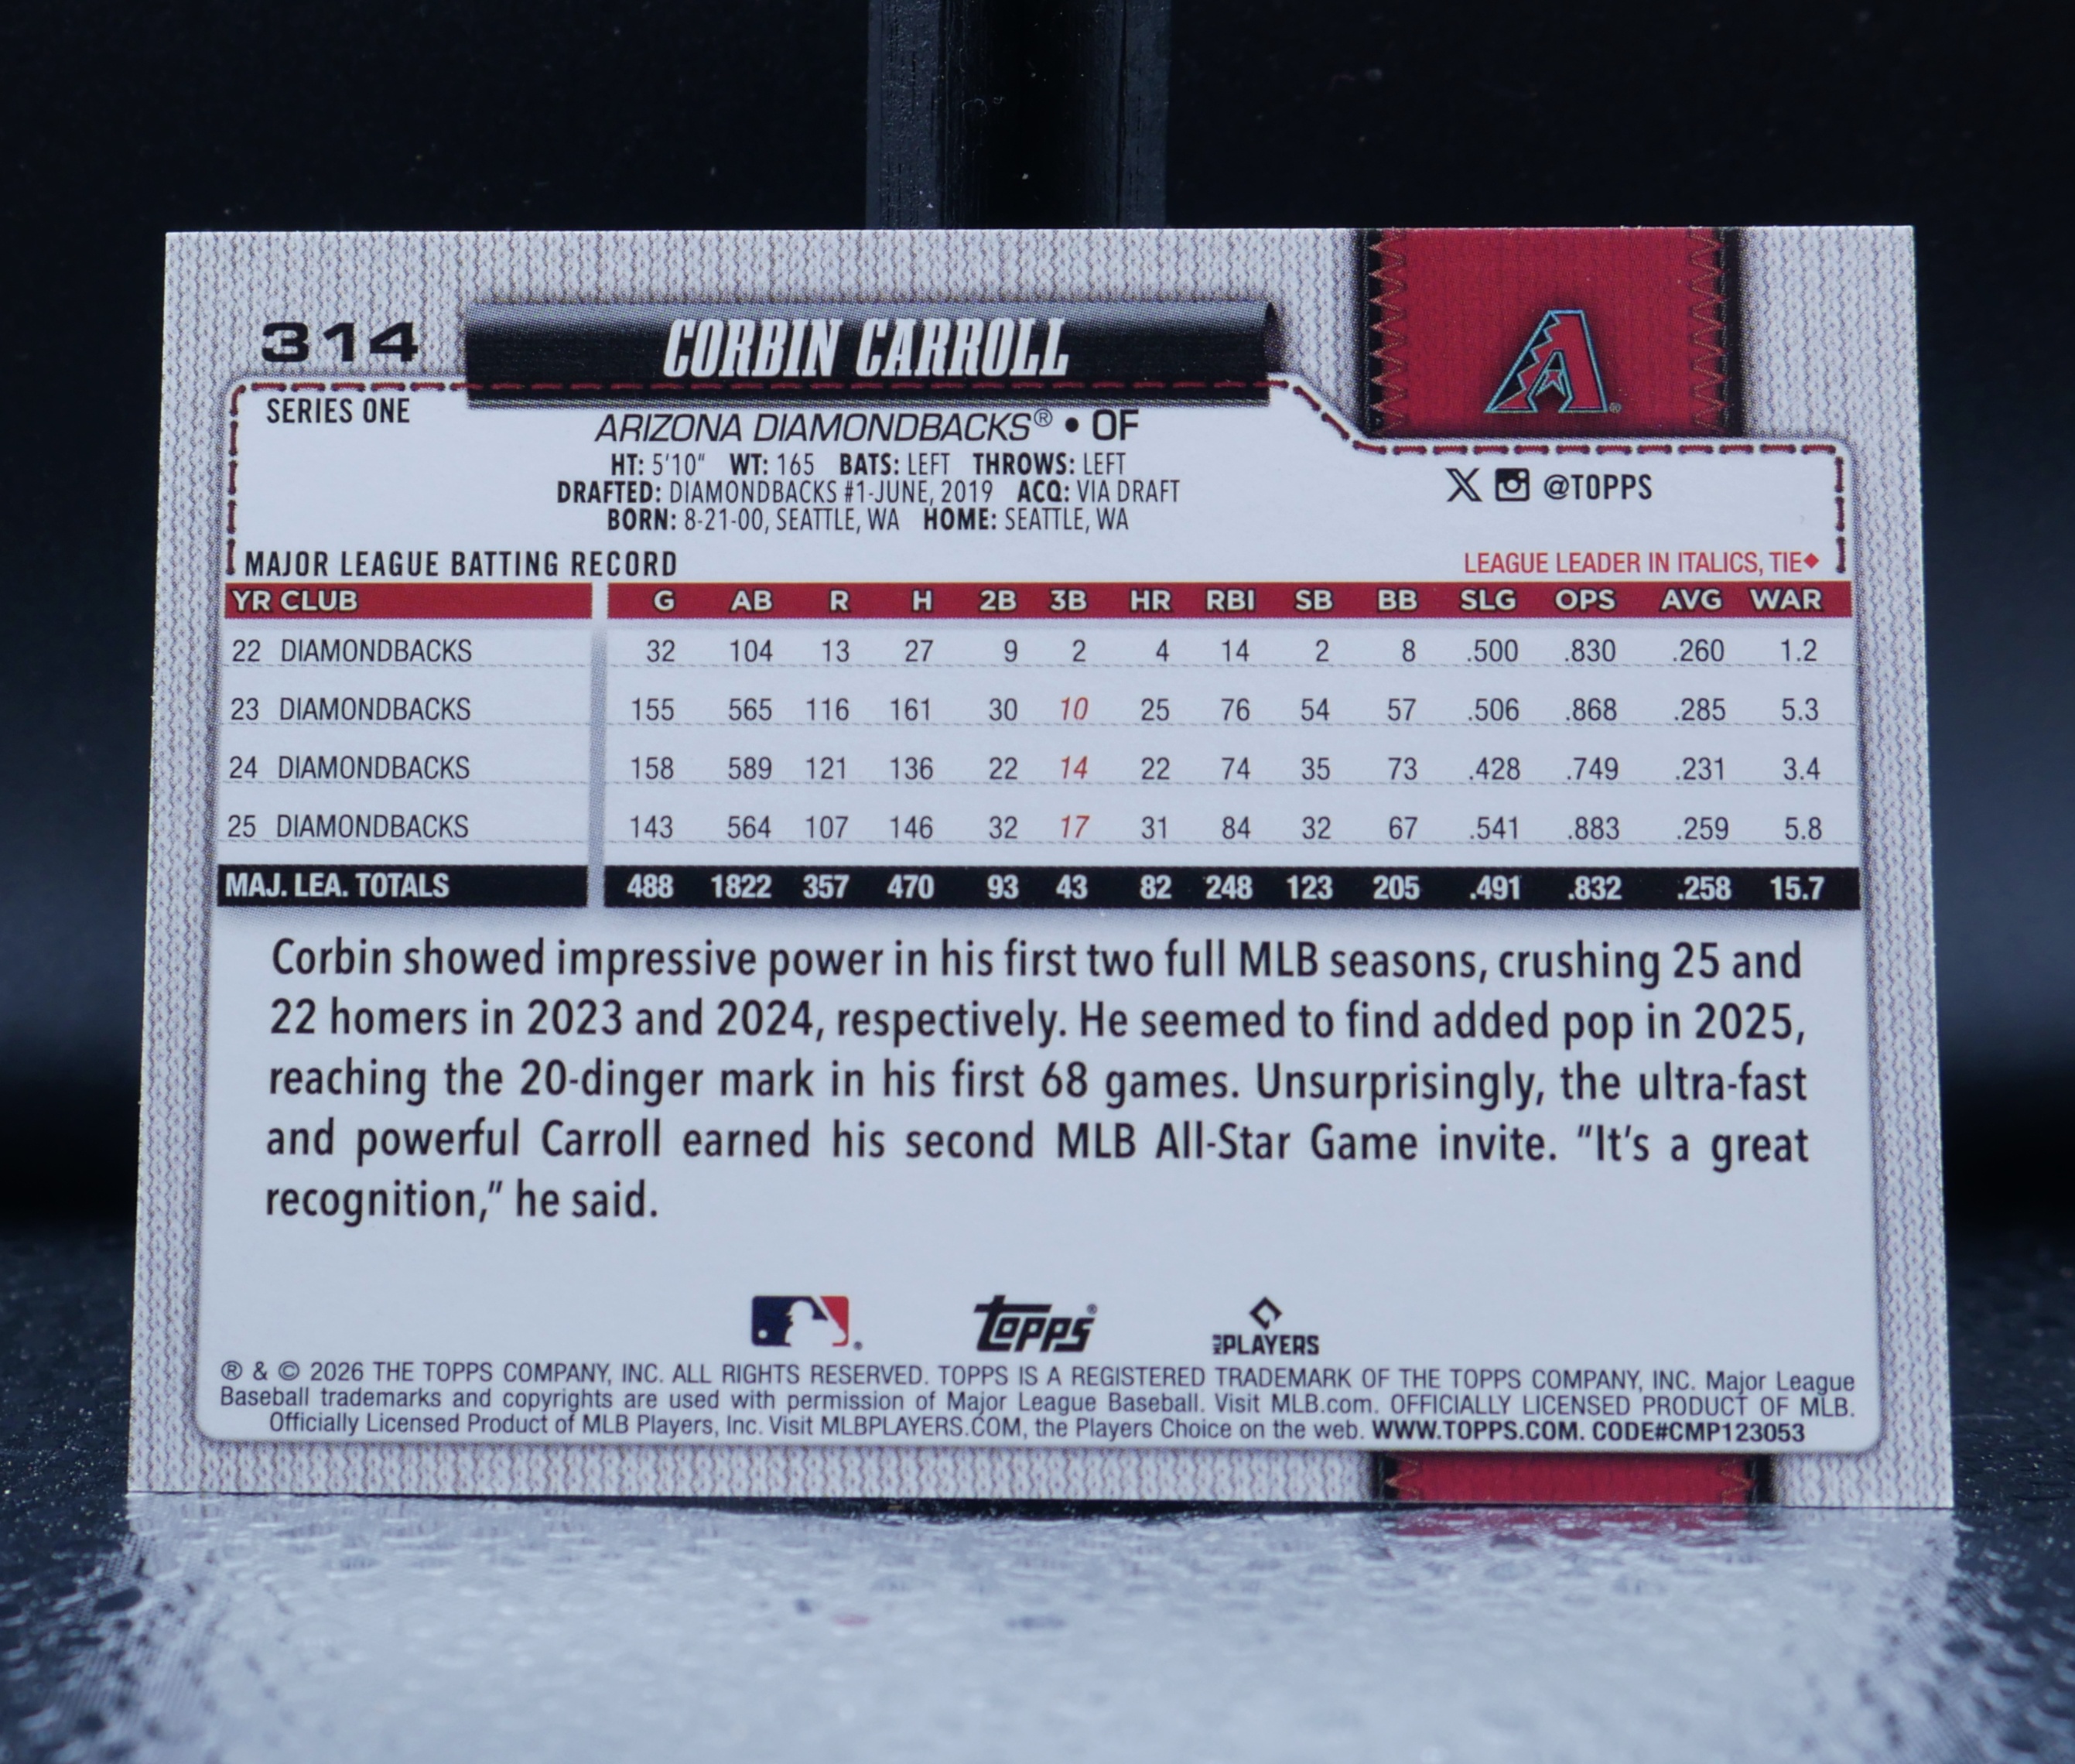 314
CORBIN CARROLL
SERIES ONE
ARIZONA DIAMONDBACKS® • OF
HT: 5'10" WT: 165 BATS: LEFT THROWS: LEFT
DRAFTED: DIAMONDBACKS #1-JUNE, 2019 ACQ: VIA DRAFT
BORN: 8-21-00, SEATTLE, WA HOME: SEATTLE, WA
@TOPPS
MAJOR LEAGUE BATTING RECORD
LEAGUE LEADER IN ITALICS, TIE◆
YR CLUB G AB R H 2B 3B HR RBI SB BB SLG OPS AVG WAR
22 DIAMONDBACKS 32 104 13 27 9 2 4 14 2 8 .500 .830 .260 1.2
23 DIAMONDBACKS 155 565 116 161 30 10 25 76 54 57 .506 .868 .285 5.3
24 DIAMONDBACKS 158 589 121 136 22 14 22 74 35 73 .428 .749 .231 3.4
25 DIAMONDBACKS 143 564 107 146 32 17 31 84 32 67 .541 .883 .259 5.8
MAJ. LEA. TOTALS 488 1822 357 470 93 43 82 248 123 205 .491 .832 .258 15.7
Corbin showed impressive power in his first two full MLB seasons, crushing 25 and
22 homers in 2023 and 2024, respectively. He seemed to find added pop in 2025,
reaching the 20-dinger mark in his first 68 games. Unsurprisingly, the ultra-fast
and powerful Carroll earned his second MLB All-Star Game invite. "It's a great
recognition," he said.
topps®
MLB PLAYERS
® & © 2026 THE TOPPS COMPANY, INC. ALL RIGHTS RESERVED. TOPPS IS A REGISTERED TRADEMARK OF THE TOPPS COMPANY, INC. Major League
Baseball trademarks and copyrights are used with permission of Major League Baseball. Visit MLB.com. OFFICIALLY LICENSED PRODUCT OF MLB.
Officially Licensed Product of MLB Players, Inc. Visit MLBPLAYERS.COM, the Players Choice on the web. WWW.TOPPS.COM. CODE#CMP123053